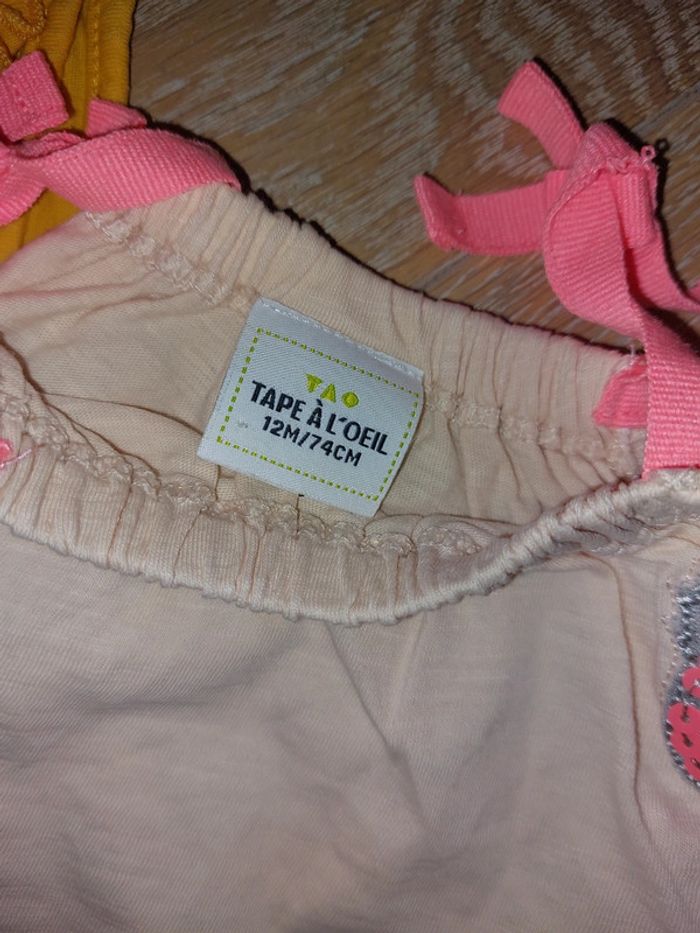 TAO
TAPE À L'OEIL
12M/74CM